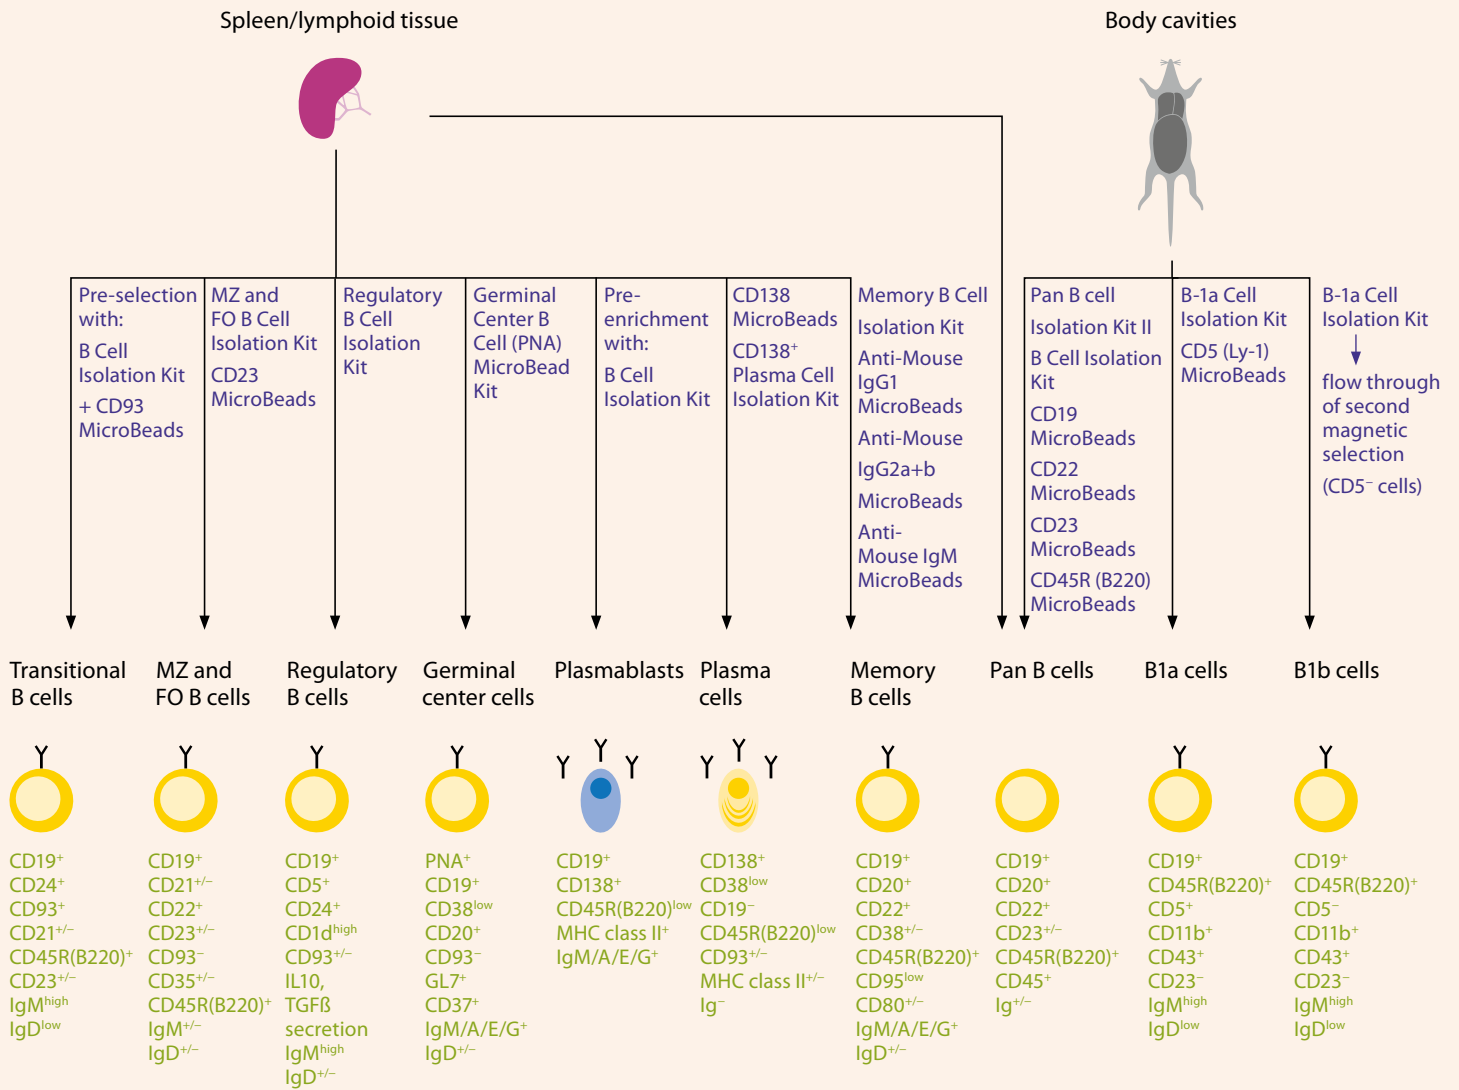 Spleen/lymphoid tissue
Body cavities
Pre-selection
with:
B Cell
Isolation Kit
+ CD93
MicroBeads
MZ and
FO B Cell
Isolation Kit
CD23
MicroBeads
Regulatory
B Cell
Isolation
Kit
Germinal
Center B
Cell (PNA)
MicroBead
Kit
Pre-
enrichment
with:
B Cell
Isolation Kit
CD138
MicroBeads
CD138⁺
Plasma Cell
Isolation Kit
Memory B Cell
Isolation Kit
Anti-Mouse
IgG1
MicroBeads
Anti-Mouse
IgG2a+b
MicroBeads
Anti-
Mouse IgM
MicroBeads
Pan B cell
Isolation Kit II
B Cell Isolation
Kit
CD19
MicroBeads
CD22
MicroBeads
CD23
MicroBeads
CD45R (B220)
MicroBeads
B-1a Cell
Isolation Kit
CD5 (Ly-1)
MicroBeads
B-1a Cell
Isolation Kit
flow through
of second
magnetic
selection
(CD5⁻ cells)
Transitional
B cells
MZ and
FO B cells
Regulatory
B cells
Germinal
center cells
Plasmablasts
Plasma
cells
Memory
B cells
Pan B cells
B1a cells
B1b cells
CD19⁺
CD24⁺
CD93⁺
CD21⁺/⁻
CD45R(B220)⁺
CD23⁺/⁻
IgMhigh
IgDlow
CD19⁺
CD21⁺/⁻
CD22⁺
CD23⁺/⁻
CD93⁻
CD35⁺/⁻
CD45R(B220)⁺
IgM⁺/⁻
IgD⁺/⁻
CD19⁺
CD5⁺
CD24⁺
CD1dhigh
CD93⁺/⁻
IL10,
TGFß
secretion
IgMhigh
IgD⁺/⁻
PNA⁺
CD19⁺
CD38low
CD20⁺
CD93⁻
GL7⁺
CD37⁺
IgM/A/E/G⁺
IgD⁺/⁻
CD19⁺
CD138⁺
CD45R(B220)low
MHC class II⁺
IgM/A/E/G⁺
CD138⁺
CD38low
CD19⁻
CD45R(B220)low
CD93⁺/⁻
MHC class II⁺/⁻
Ig⁻
CD19⁺
CD20⁺
CD22⁺
CD38⁺/⁻
CD45R(B220)⁺
CD95low
CD80⁺/⁻
IgM/A/E/G⁺
IgD⁺/⁻
CD19⁺
CD20⁺
CD22⁺
CD23⁺/⁻
CD45R(B220)⁺
CD45⁺
Ig⁺/⁻
CD19⁺
CD45R(B220)⁺
CD5⁺
CD11b⁺
CD43⁺
CD23⁻
IgMhigh
IgDlow
CD19⁺
CD45R(B220)⁺
CD5⁻
CD11b⁺
CD43⁺
CD23⁻
IgMhigh
IgDlow